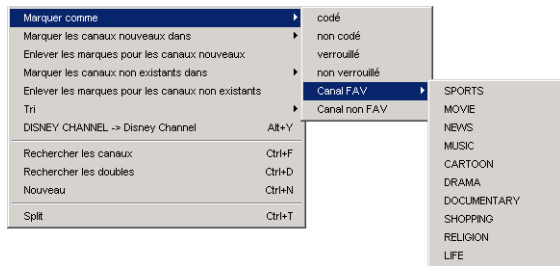 Marquer comme
Marquer les canaux nouveaux dans
Enlever les marques pour les canaux nouveaux
Marquer les canaux non existants dans
Enlever les marques pour les canaux non existants
Tri
DISNEY CHANNEL -> Disney Channel Alt+Y
Rechercher les canaux Ctrl+F
Rechercher les doubles Ctrl+D
Nouveau Ctrl+N
Split Ctrl+T
codé
non codé
verrouillé
non verrouillé
Canal FAV
Canal non FAV
SPORTS
MOVIE
NEWS
MUSIC
CARTOON
DRAMA
DOCUMENTARY
SHOPPING
RELIGION
LIFE